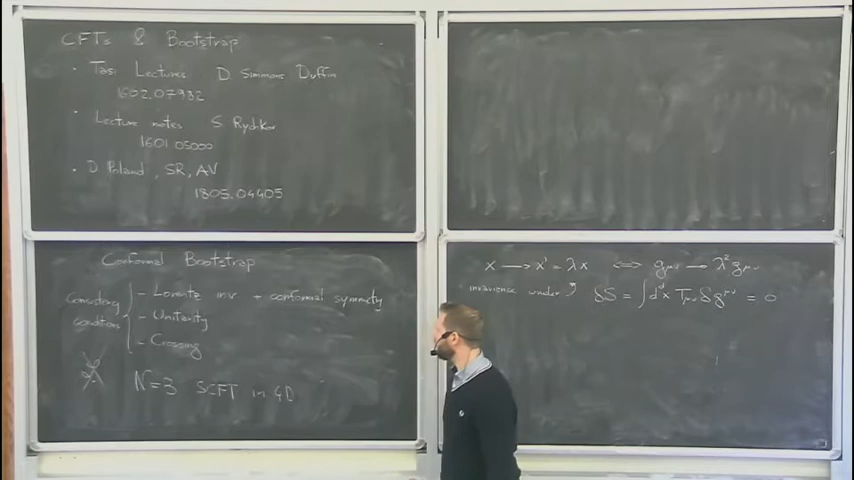 CFTs & Bootstrap
· Tasi Lectures D Simmons Duffin
1602.07982
· Lecture notes S Rychkov
1601.05000
· D Poland, SR, AV
1805.04405
Conformal Bootstrap
Consistency conditions
- Lorentz inv + conformal symmetry
- Unitarity
- Crossing
N=3 SCFT in 4D
x → x' = λx ⇔ gμν → λ² gμν
invariance under δS = ∫d^d x Tμν δg^μν = 0